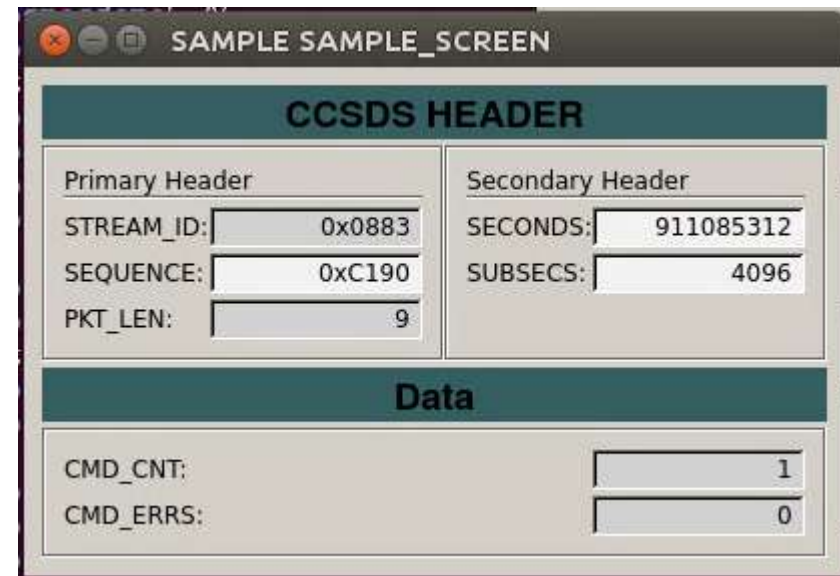 SAMPLE SAMPLE_SCREEN
CCSDS HEADER
Primary Header
STREAM_ID: 0x0883
SEQUENCE: 0xC190
PKT_LEN: 9
Secondary Header
SECONDS: 911085312
SUBSECS: 4096
Data
CMD_CNT: 1
CMD_ERRS: 0